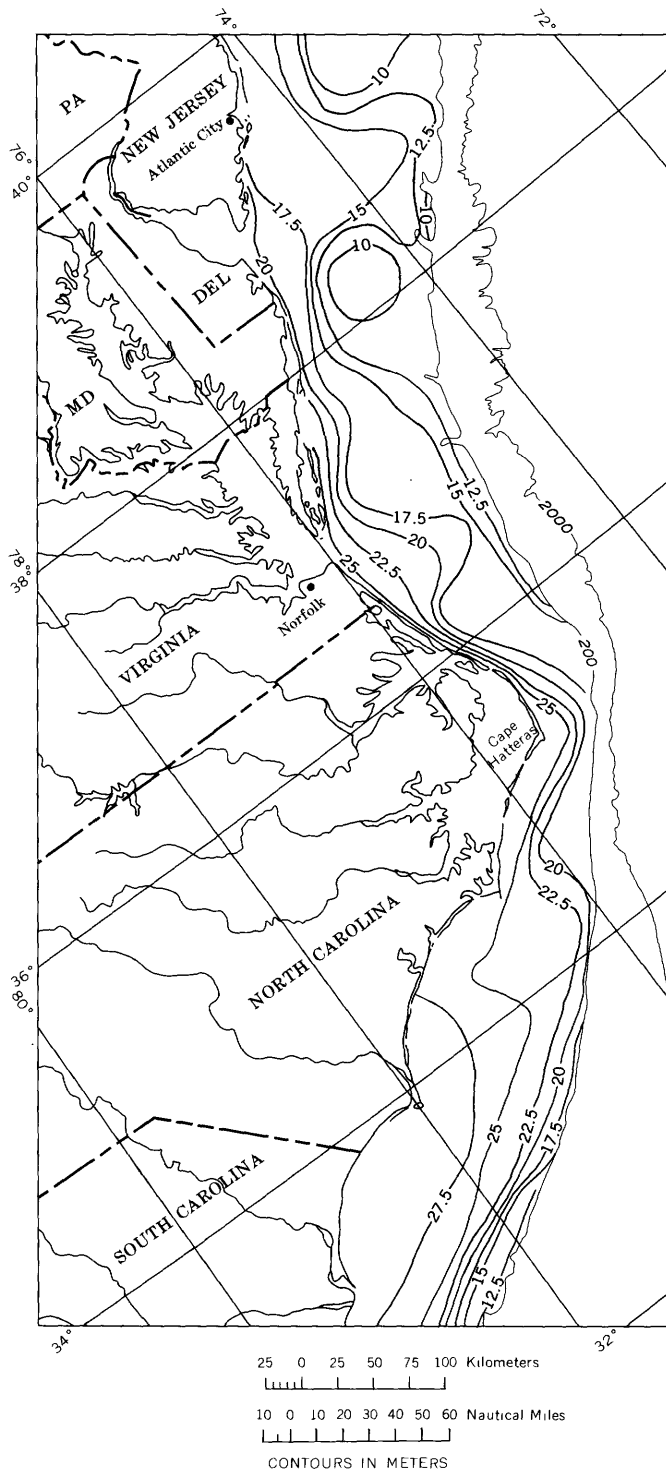 74°
72°
10
PA
NEW JERSEY
Atlantic City
12.5
76°
40°
17.5
15
10
10
20
DEL
MD
12.5
15
2000
17.5
20
78°
38°
22.5
25
Norfolk
VIRGINIA
200
25
Cape
Hatteras
20
22.5
NORTH CAROLINA
36°
80°
20
25
22.5
17.5
SOUTH CAROLINA
27.5
15
12.5
34°
32°
25 0 25 50 75 100 Kilometers
10 0 10 20 30 40 50 60 Nautical Miles
CONTOURS IN METERS